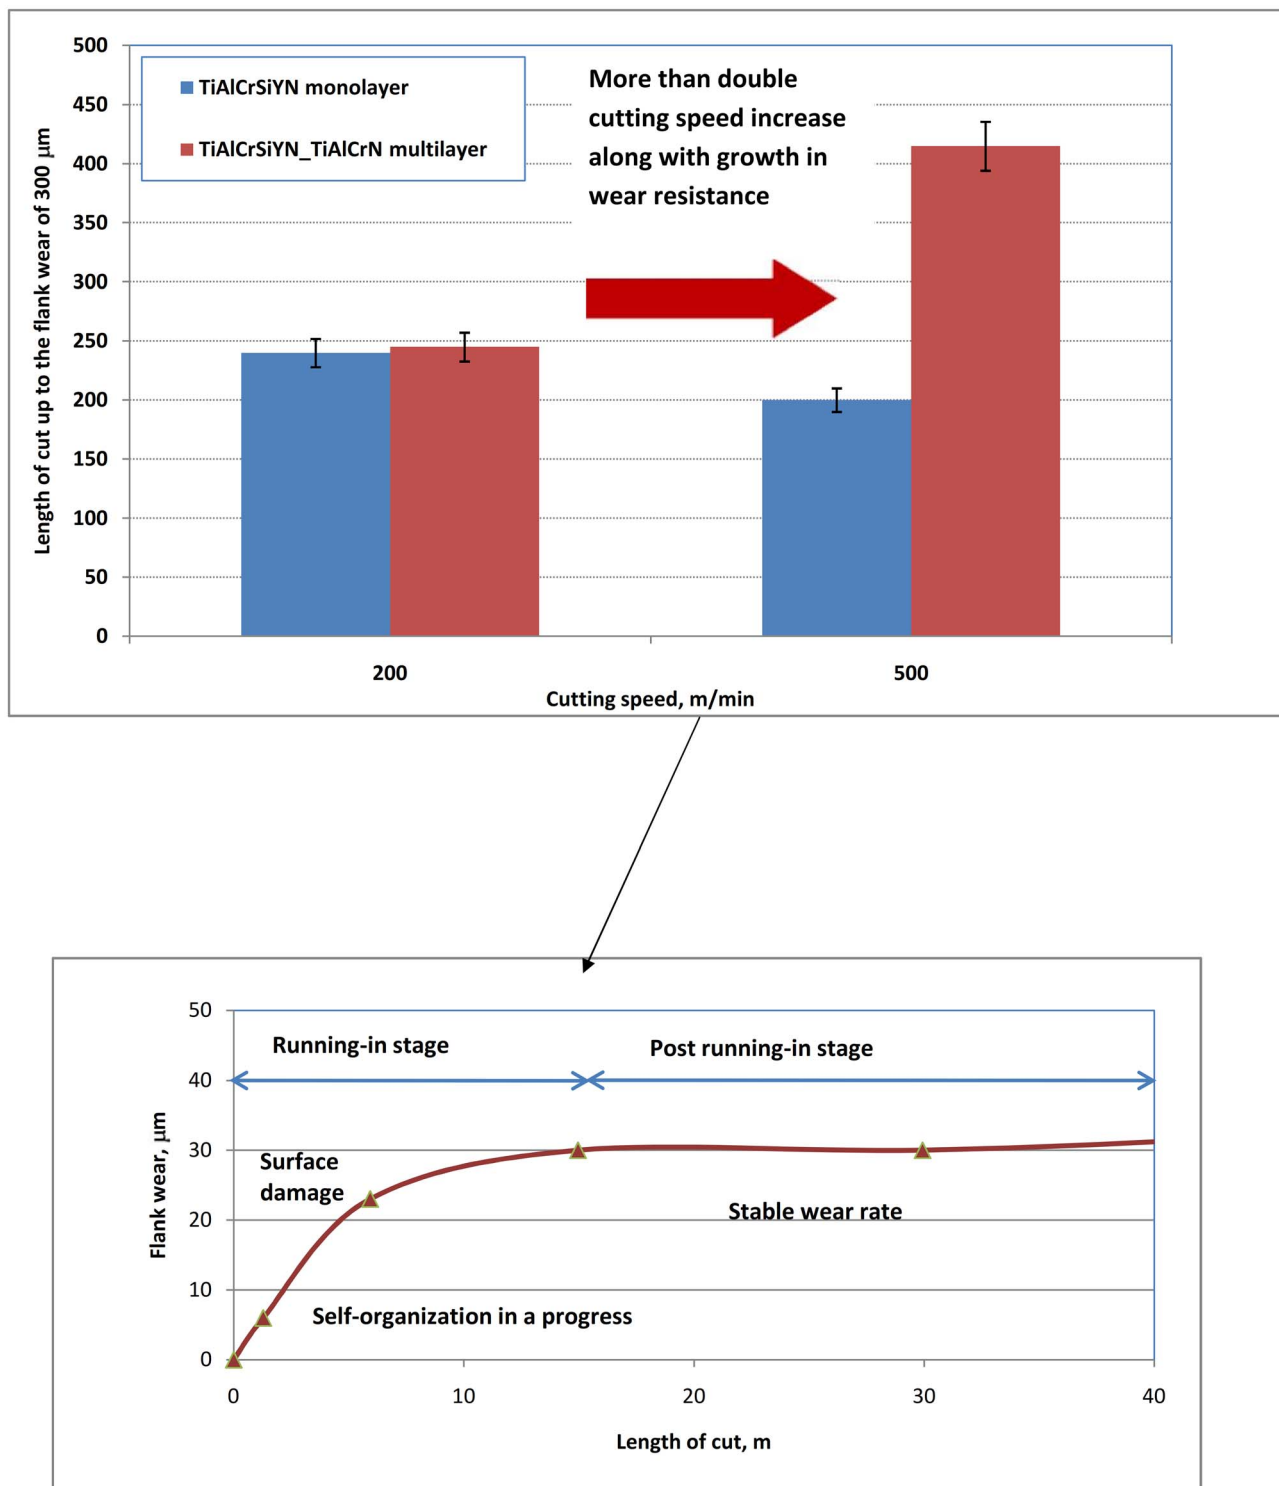 500
450
400
350
300
250
200
150
100
50
0
Length of cut up to the flank wear of 300 µm
TiAlCrSiYN monolayer
TiAlCrSiYN_TiAlCrN multilayer
More than double
cutting speed increase
along with growth in
wear resistance
200
500
Cutting speed, m/min
50
40
30
20
10
0
Flank wear, µm
Running-in stage
Post running-in stage
Surface
damage
Stable wear rate
Self-organization in a progress
0
10
20
30
40
Length of cut, m